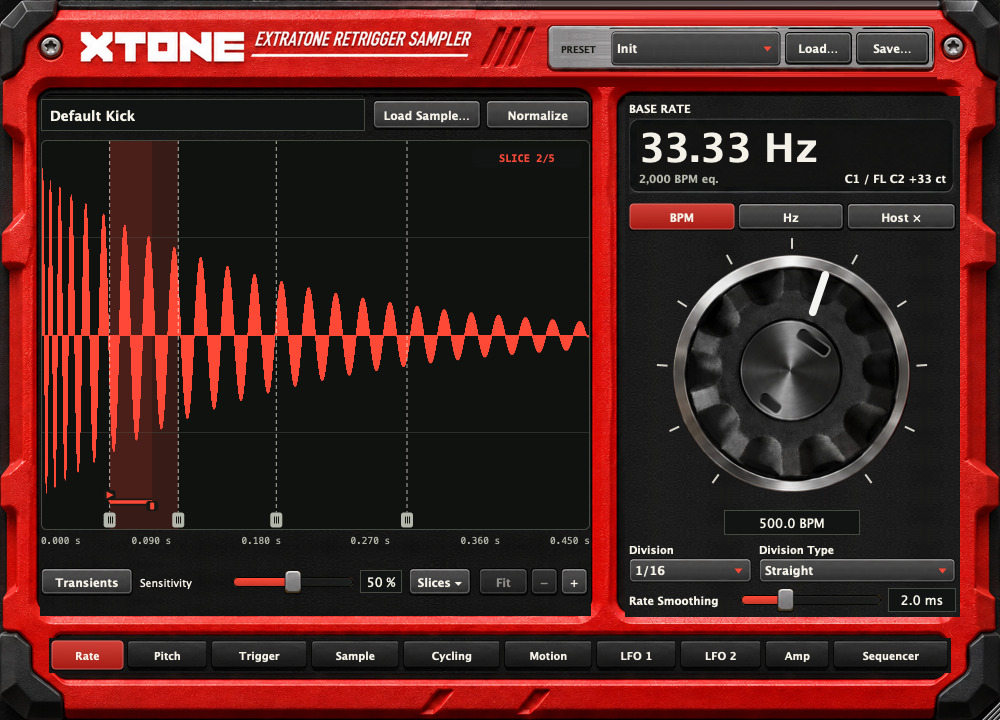 XTONE EXTRATONE RETRIGGER SAMPLER
PRESET Init Load... Save...
Default Kick Load Sample... Normalize
SLICE 2/5
0.000 s 0.090 s 0.180 s 0.270 s 0.360 s 0.450 s
Transients Sensitivity 50 % Slices Fit − +
BASE RATE
33.33 Hz
2,000 BPM eq. C1 / FL C2 +33 ct
BPM Hz Host ×
500.0 BPM
Division Division Type
1/16 Straight
Rate Smoothing 2.0 ms
Rate Pitch Trigger Sample Cycling Motion LFO 1 LFO 2 Amp Sequencer